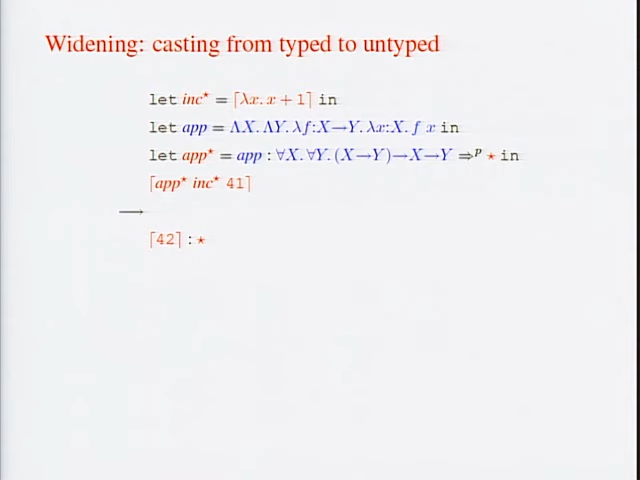 Widening: casting from typed to untyped
let inc⋆ = ⌈λx. x + 1⌉ in
let app = ΛX. ΛY. λf:X→Y. λx:X. f x in
let app⋆ = app : ∀X. ∀Y. (X→Y)→X→Y ⇒ᵖ ⋆ in
⌈app⋆ inc⋆ 41⌉
⟶
⌈42⌉ : ⋆